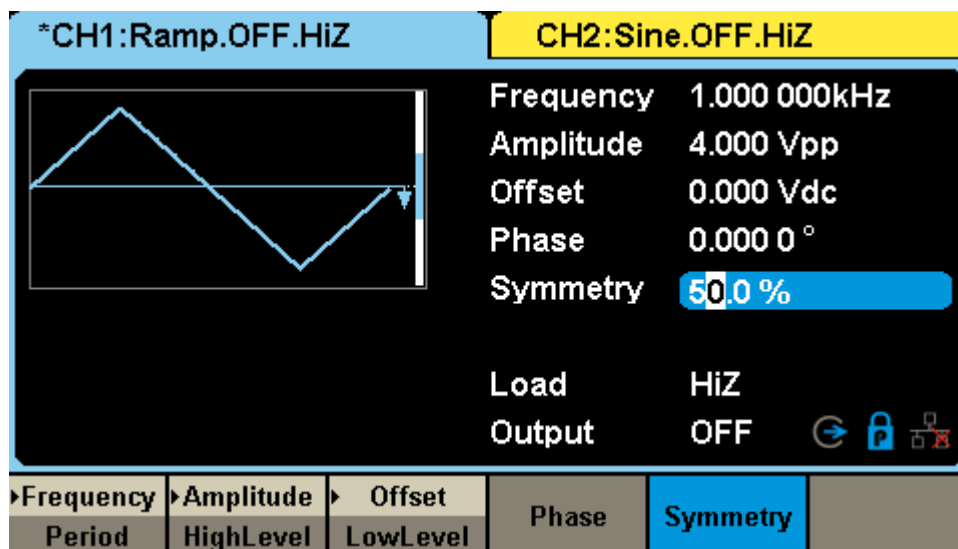 *CH1:Ramp.OFF.HiZ CH2:Sine.OFF.HiZ
Frequency 1.000 000kHz
Amplitude 4.000 Vpp
Offset 0.000 Vdc
Phase 0.000 0 °
Symmetry 50.0 %
Load HiZ
Output OFF
P
Frequency Amplitude Offset Phase Symmetry
Period HighLevel LowLevel